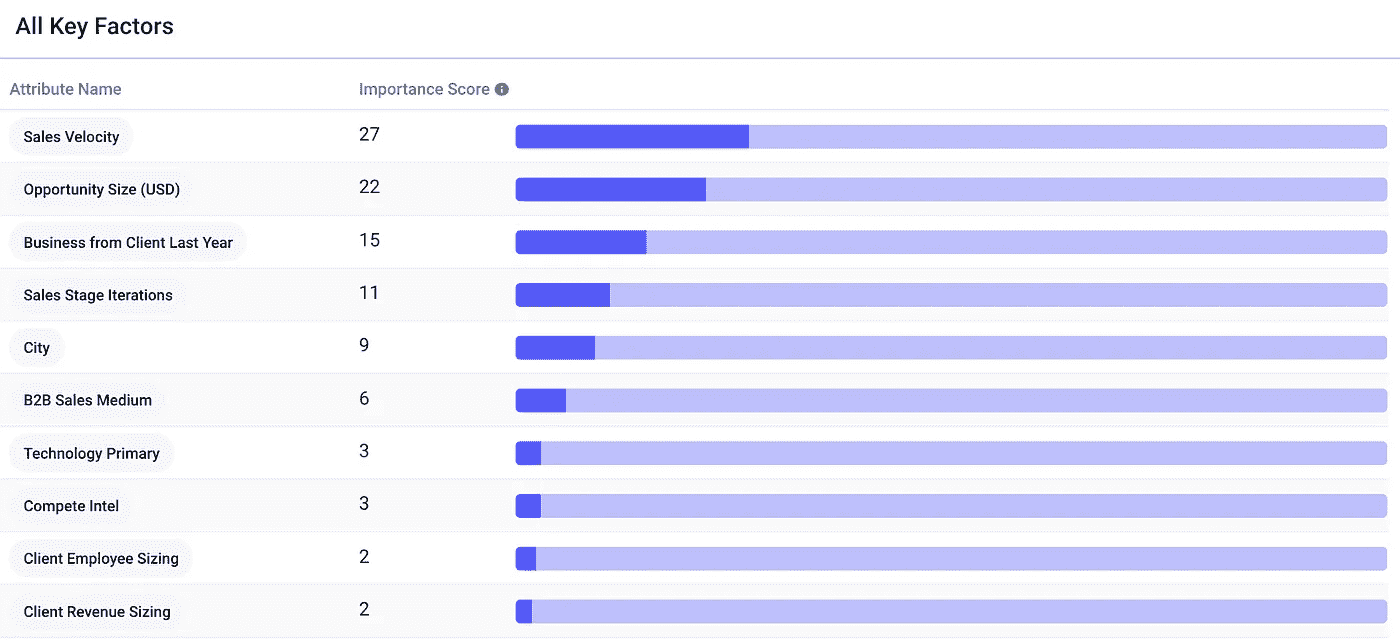 All Key Factors
Attribute Name Importance Score
Sales Velocity 27
Opportunity Size (USD) 22
Business from Client Last Year 15
Sales Stage Iterations 11
City 9
B2B Sales Medium 6
Technology Primary 3
Compete Intel 3
Client Employee Sizing 2
Client Revenue Sizing 2